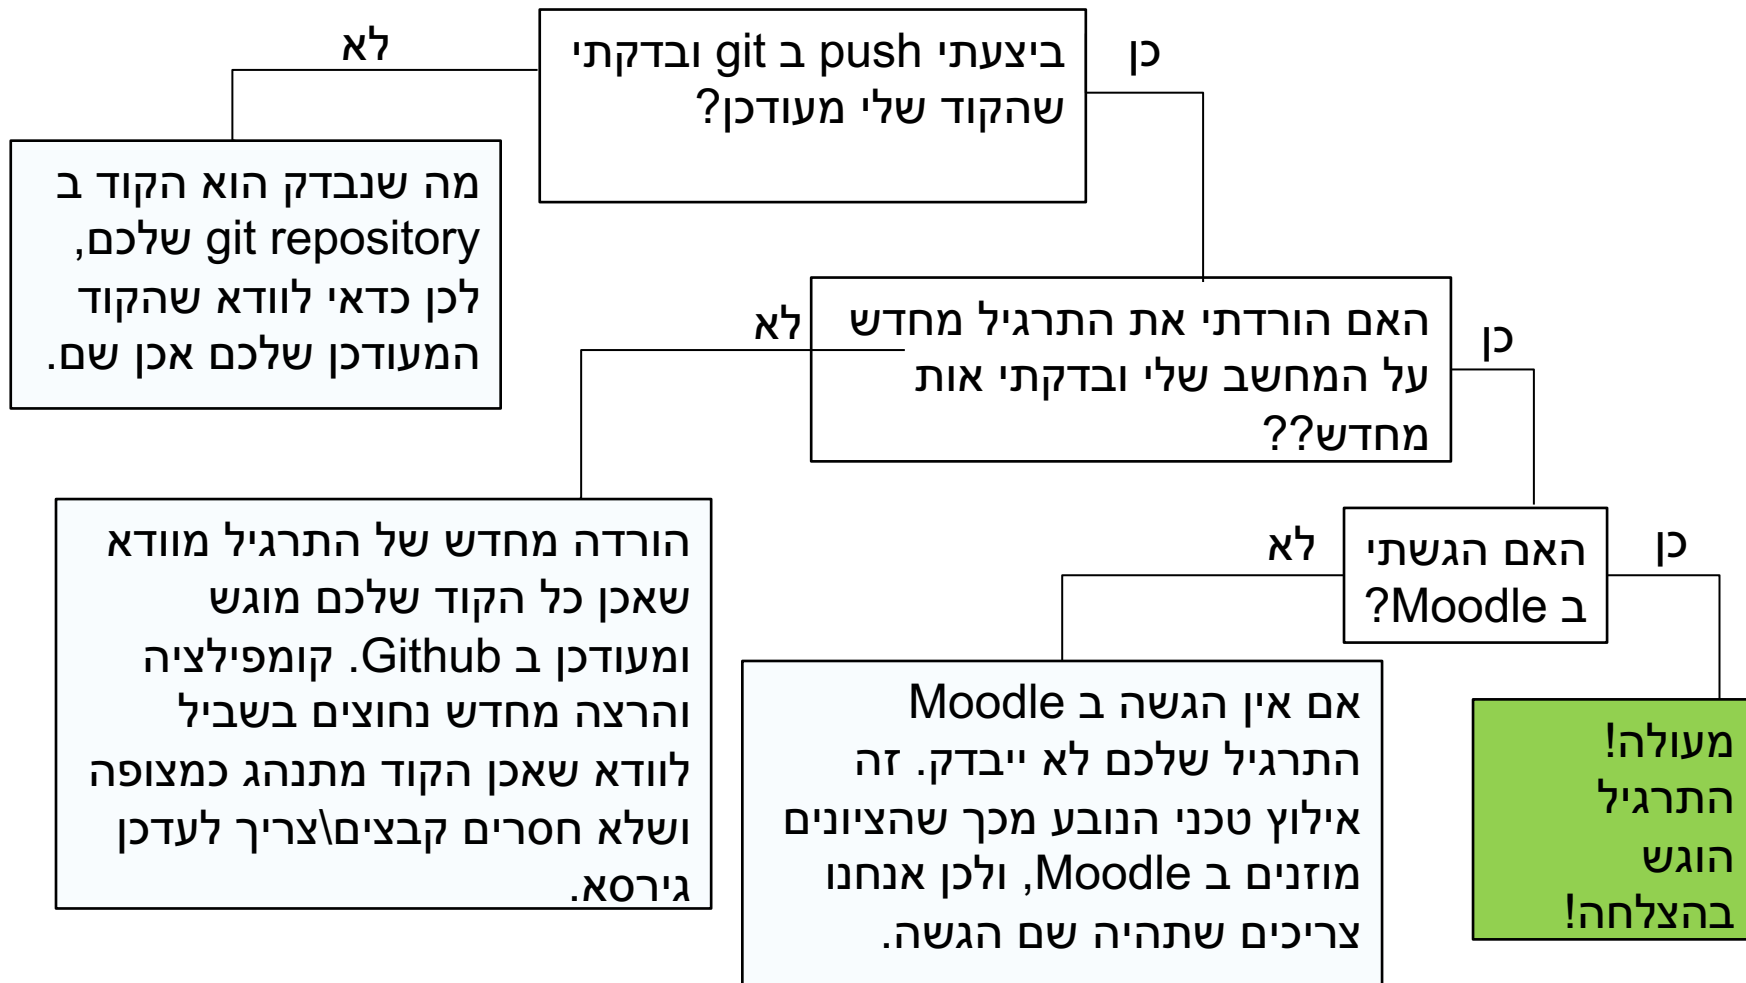 ביצעתי push ב git ובדקתי
שהקוד שלי מעודכן?
לא
כן
מה שנבדק הוא הקוד ב
git repository שלכם,
לכן כדאי לוודא שהקוד
המעודכן שלכם אכן שם.
האם הורדתי את התרגיל מחדש
על המחשב שלי ובדקתי אות
מחדש??
לא
כן
הורדה מחדש של התרגיל מוודא
שאכן כל הקוד שלכם מוגש
ומעודכן ב Github. קומפילציה
והרצה מחדש נחוצים בשביל
לוודא שאכן הקוד מתנהג כמצופה
ושלא חסרים קבצים\צריך לעדכן
גירסא.
האם הגשתי
ב Moodle?
לא
כן
אם אין הגשה ב Moodle
התרגיל שלכם לא ייבדק. זה
אילוץ טכני הנובע מכך שהציונים
מוזנים ב Moodle, ולכן אנחנו
צריכים שתהיה שם הגשה.
מעולה!
התרגיל
הוגש
בהצלחה!